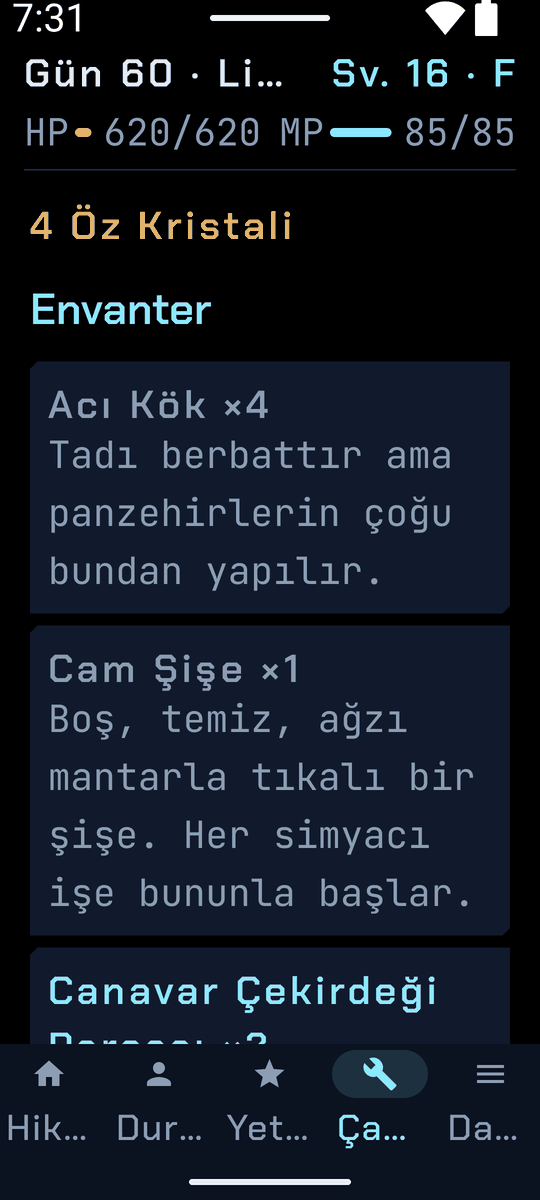 7:31
Gün 60 · Li… Sv. 16 · F
HP 620/620 MP 85/85
4 Öz Kristali
Envanter
Acı Kök ×4
Tadı berbattır ama
panzehirlerin çoğu
bundan yapılır.
Cam Şişe ×1
Boş, temiz, ağzı
mantarla tıkalı bir
şişe. Her simyacı
işe bununla başlar.
Canavar Çekirdeği
Hik… Dur… Yet… Ça… Da…